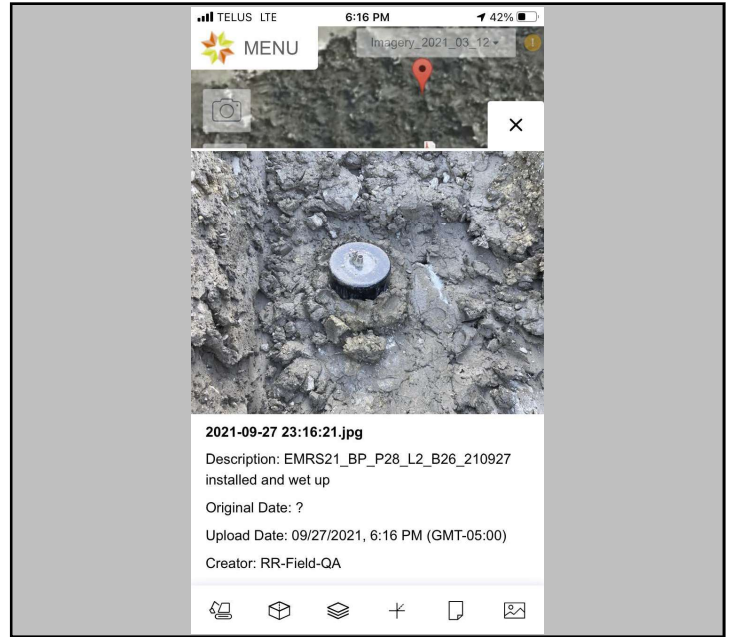 TELUS LTE 6:16 PM 42%
MENU
Imagery_2021_03_12
1
2021-09-27 23:16:21.jpg
Description: EMRS21_BP_P28_L2_B26_210927
installed and wet up
Original Date: ?
Upload Date: 09/27/2021, 6:16 PM (GMT-05:00)
Creator: RR-Field-QA